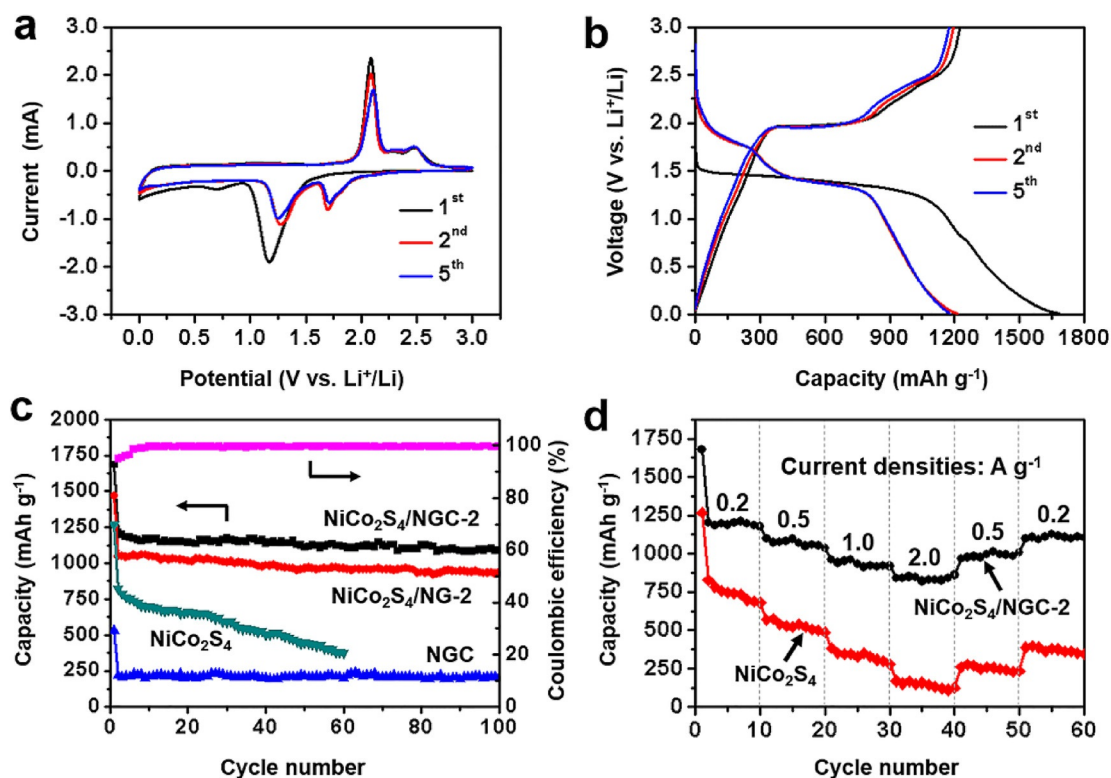 a
3.0
2.0
1.0
0.0
-1.0
-2.0
-3.0
Current (mA)
1st
2nd
5th
0.0 0.5 1.0 1.5 2.0 2.5 3.0
Potential (V vs. Li+/Li)
b
3.0
2.5
2.0
1.5
1.0
0.5
0.0
Voltage (V vs. Li+/Li)
1st
2nd
5th
0 300 600 900 1200 1500 1800
Capacity (mAh g-1)
c
2000
1750
1500
1250
1000
750
500
250
0
Capacity (mAh g-1)
NiCo2S4/NGC-2
NiCo2S4/NG-2
NiCo2S4
NGC
100
80
60
40
20
0
Coulombic efficiency (%)
0 20 40 60 80 100
Cycle number
d
1750
1500
1250
1000
750
500
250
0
Capacity (mAh g-1)
Current densities: A g-1
0.2
0.5
1.0
2.0
0.5
0.2
NiCo2S4/NGC-2
NiCo2S4
0 10 20 30 40 50 60
Cycle number